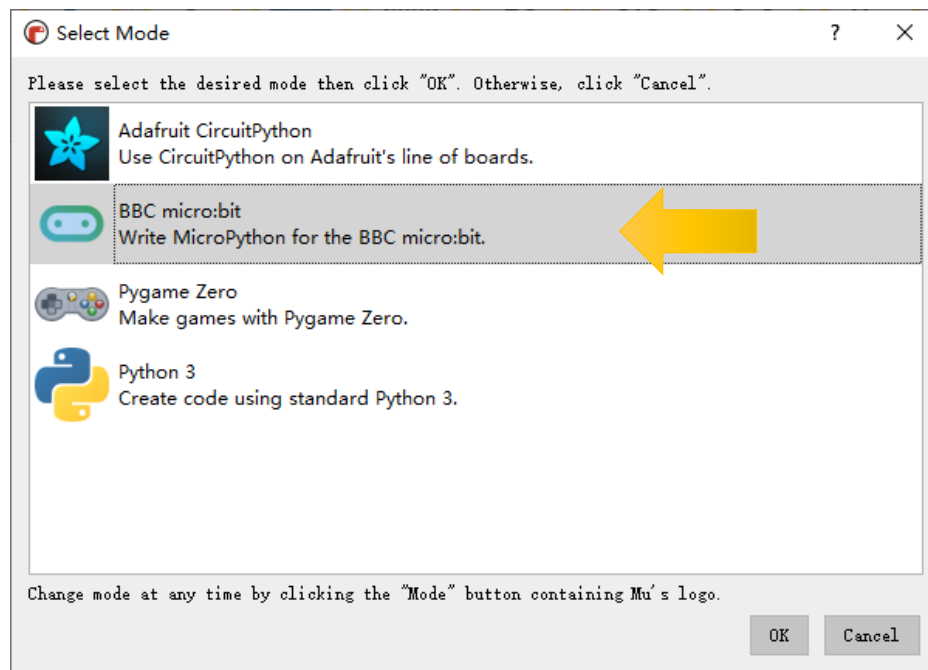 Select Mode
Please select the desired mode then click "OK". Otherwise, click "Cancel".
Adafruit CircuitPython
Use CircuitPython on Adafruit's line of boards.
BBC micro:bit
Write MicroPython for the BBC micro:bit.
Pygame Zero
Make games with Pygame Zero.
Python 3
Create code using standard Python 3.
Change mode at any time by clicking the "Mode" button containing Mu's logo.
OK Cancel